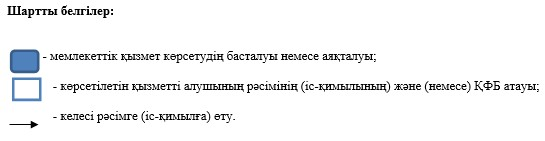 Шартты белгілер:
- мемлекеттік қызмет көрсетудің басталуы немесе аяқталуы;
- көрсетілетін қызметті алушының рәсімінің (іс-қимылының) және (немесе) ҚФБ атауы;
- келесі рәсімге (іс-қимылға) өту.